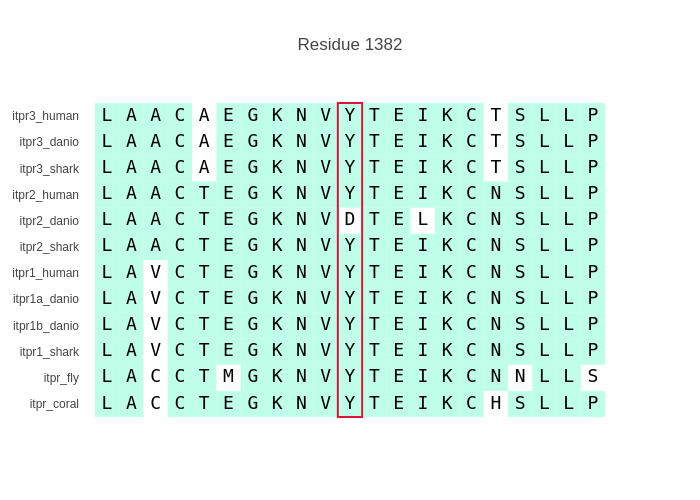 Residue 1382
itpr3_human L A A C A E G K N V Y T E I K C T S L L P
itpr3_danio L A A C A E G K N V Y T E I K C T S L L P
itpr3_shark L A A C A E G K N V Y T E I K C T S L L P
itpr2_human L A A C T E G K N V Y T E I K C N S L L P
itpr2_danio L A A C T E G K N V D T E L K C N S L L P
itpr2_shark L A A C T E G K N V Y T E I K C N S L L P
itpr1_human L A V C T E G K N V Y T E I K C N S L L P
itpr1a_danio L A V C T E G K N V Y T E I K C N S L L P
itpr1b_danio L A V C T E G K N V Y T E I K C N S L L P
itpr1_shark L A V C T E G K N V Y T E I K C N S L L P
itpr_fly L A C C T M G K N V Y T E I K C N N L L S
itpr_coral L A C C T E G K N V Y T E I K C H S L L P